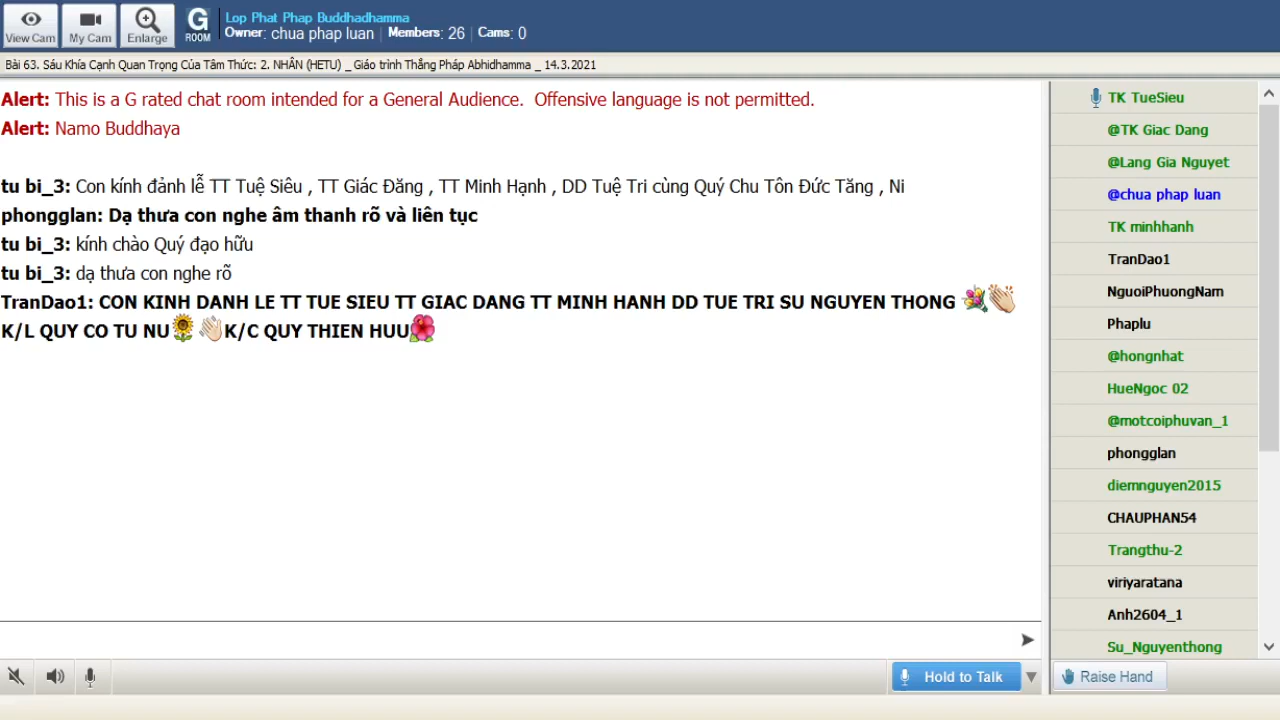 View Cam
My Cam
Enlarge
G
ROOM
Lop Phat Phap Buddhadhamma
Owner: chua phap luan | Members: 26 | Cams: 0
Bài 63. Sáu Khía Cạnh Quan Trọng Của Tâm Thức: 2. NHÂN (HETU) _ Giáo trình Thắng Pháp Abhidhamma _ 14.3.2021
Alert: This is a G rated chat room intended for a General Audience. Offensive language is not permitted.
Alert: Namo Buddhaya
tu bi_3: Con kính đảnh lễ TT Tuệ Siêu , TT Giác Đăng , TT Minh Hạnh , DD Tuệ Tri cùng Quý Chu Tôn Đức Tăng , Ni
phongglan: Dạ thưa con nghe âm thanh rõ và liên tục
tu bi_3: kính chào Quý đạo hữu
tu bi_3: dạ thưa con nghe rõ
TranDao1: CON KINH DANH LE TT TUE SIEU TT GIAC DANG TT MINH HANH DD TUE TRI SU NGUYEN THONG
K/L QUY CO TU NU K/C QUY THIEN HUU
Hold to Talk
TK TueSieu
@TK Giac Dang
@Lang Gia Nguyet
@chua phap luan
TK minhhanh
TranDao1
NguoiPhuongNam
Phaplu
@hongnhat
HueNgoc 02
@motcoiphuvan_1
phongglan
diemnguyen2015
CHAUPHAN54
Trangthu-2
viriyaratana
Anh2604_1
Su_Nguyenthong
Raise Hand